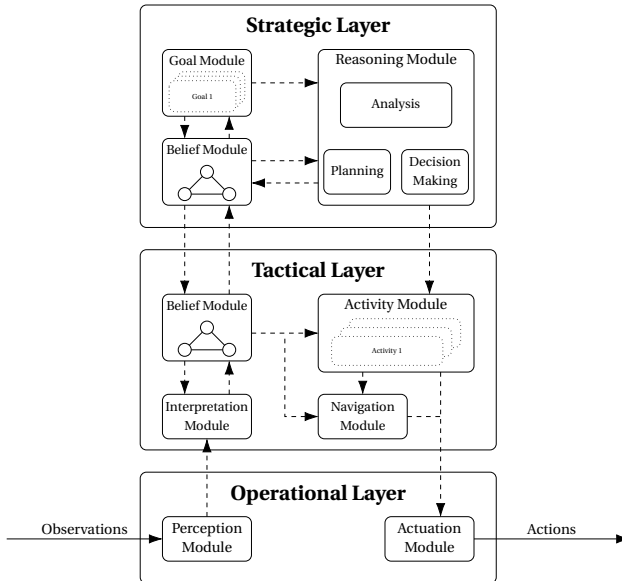 Strategic Layer
Goal Module
Goal 1
Reasoning Module
Analysis
Belief Module
Planning
Decision
Making
Tactical Layer
Belief Module
Activity Module
Activity 1
Interpretation
Module
Navigation
Module
Operational Layer
Observations
Perception
Module
Actuation
Module
Actions